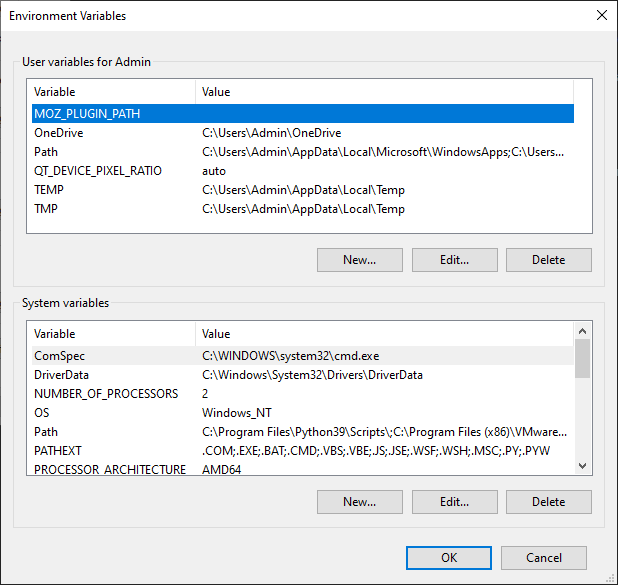 Environment Variables
User variables for Admin
Variable Value
MOZ_PLUGIN_PATH
OneDrive C:\Users\Admin\OneDrive
Path C:\Users\Admin\AppData\Local\Microsoft\WindowsApps;C:\Users...
QT_DEVICE_PIXEL_RATIO auto
TEMP C:\Users\Admin\AppData\Local\Temp
TMP C:\Users\Admin\AppData\Local\Temp
New... Edit... Delete
System variables
Variable Value
ComSpec C:\WINDOWS\system32\cmd.exe
DriverData C:\Windows\System32\Drivers\DriverData
NUMBER_OF_PROCESSORS 2
OS Windows_NT
Path C:\Program Files\Python39\Scripts\;C:\Program Files (x86)\VMware...
PATHEXT .COM;.EXE;.BAT;.CMD;.VBS;.VBE;.JS;.JSE;.WSF;.WSH;.MSC;.PY;.PYW
PROCESSOR_ARCHITECTURE AMD64
New... Edit... Delete
OK Cancel